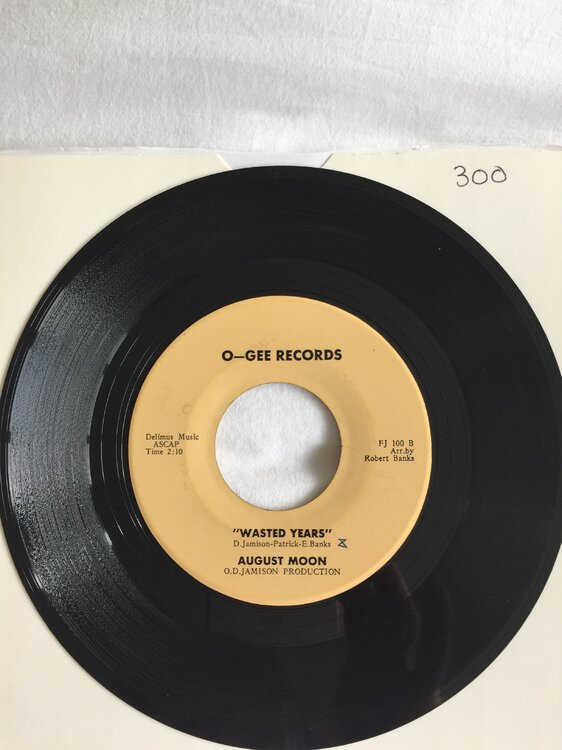 300
O—GEE RECORDS
Delimus Music
ASCAP
Time 2:10
FJ 100 B
Arr.by
Robert Banks
"WASTED YEARS"
D.Jamison-Patrick-E.Banks
AUGUST MOON
O.D.JAMISON PRODUCTION